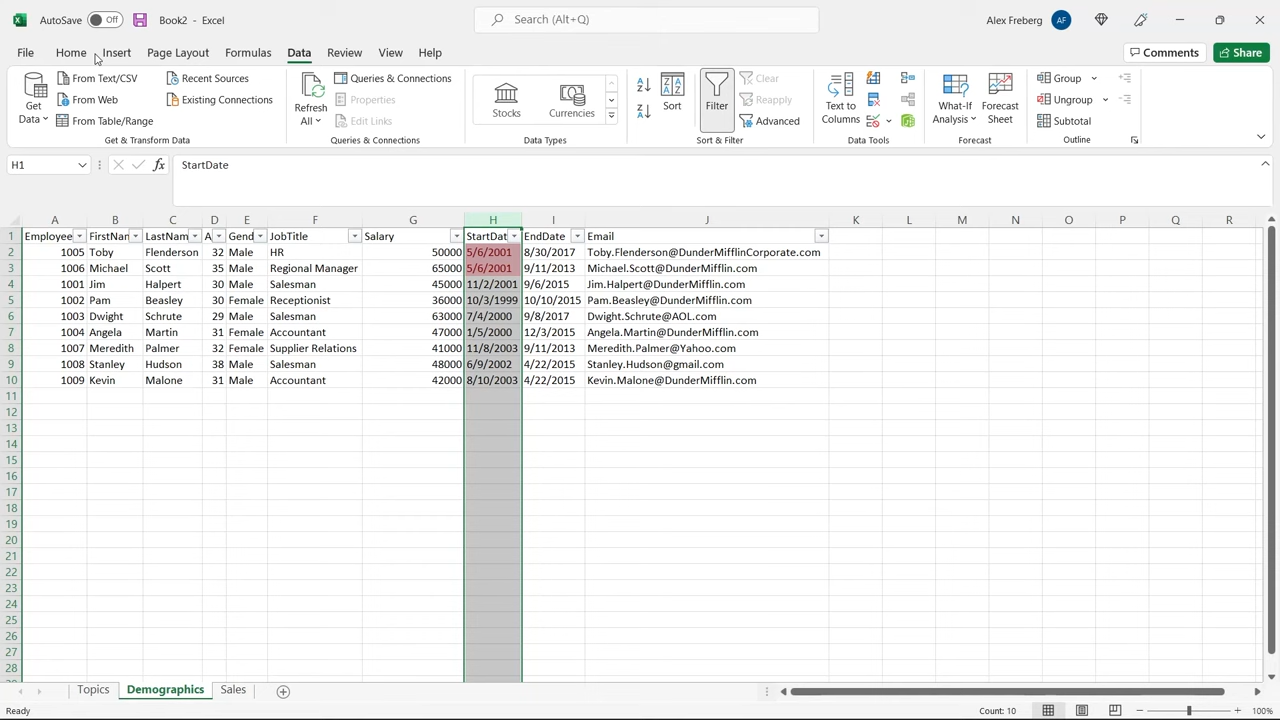 AutoSave Off Book2 - Excel Search (Alt+Q) Alex Freberg AF
File Home Insert Page Layout Formulas Data Review View Help Comments Share
Get Data
From Text/CSV
From Web
From Table/Range
Recent Sources
Existing Connections
Get & Transform Data
Refresh All
Queries & Connections
Properties
Edit Links
Queries & Connections
Stocks Currencies
Data Types
Sort
Filter
Clear
Reapply
Advanced
Sort & Filter
Text to Columns
Data Tools
What-If Analysis
Forecast Sheet
Forecast
Group
Ungroup
Subtotal
Outline
H1 fx StartDate
A B C D E F G H I J K L M N O P Q R
1 Employee FirstNar LastNam A Gend JobTitle Salary StartDat EndDate Email
2 1005 Toby Flenderson 32 Male HR 50000 5/6/2001 8/30/2017 Toby.Flenderson@DunderMifflinCorporate.com
3 1006 Michael Scott 35 Male Regional Manager 65000 5/6/2001 9/11/2013 Michael.Scott@DunderMifflin.com
4 1001 Jim Halpert 30 Male Salesman 45000 11/2/2001 9/6/2015 Jim.Halpert@DunderMifflin.com
5 1002 Pam Beasley 30 Female Receptionist 36000 10/3/1999 10/10/2015 Pam.Beasley@DunderMifflin.com
6 1003 Dwight Schrute 29 Male Salesman 63000 7/4/2000 9/8/2017 Dwight.Schrute@AOL.com
7 1004 Angela Martin 31 Female Accountant 47000 1/5/2000 12/3/2015 Angela.Martin@DunderMifflin.com
8 1007 Meredith Palmer 32 Female Supplier Relations 41000 11/8/2003 9/11/2013 Meredith.Palmer@Yahoo.com
9 1008 Stanley Hudson 38 Male Salesman 48000 6/9/2002 4/22/2015 Stanley.Hudson@gmail.com
10 1009 Kevin Malone 31 Male Accountant 42000 8/10/2003 4/22/2015 Kevin.Malone@DunderMifflin.com
11
12
13
14
15
16
17
18
19
20
21
22
23
24
25
26
27
28
Topics Demographics Sales
Ready Count: 10 100%